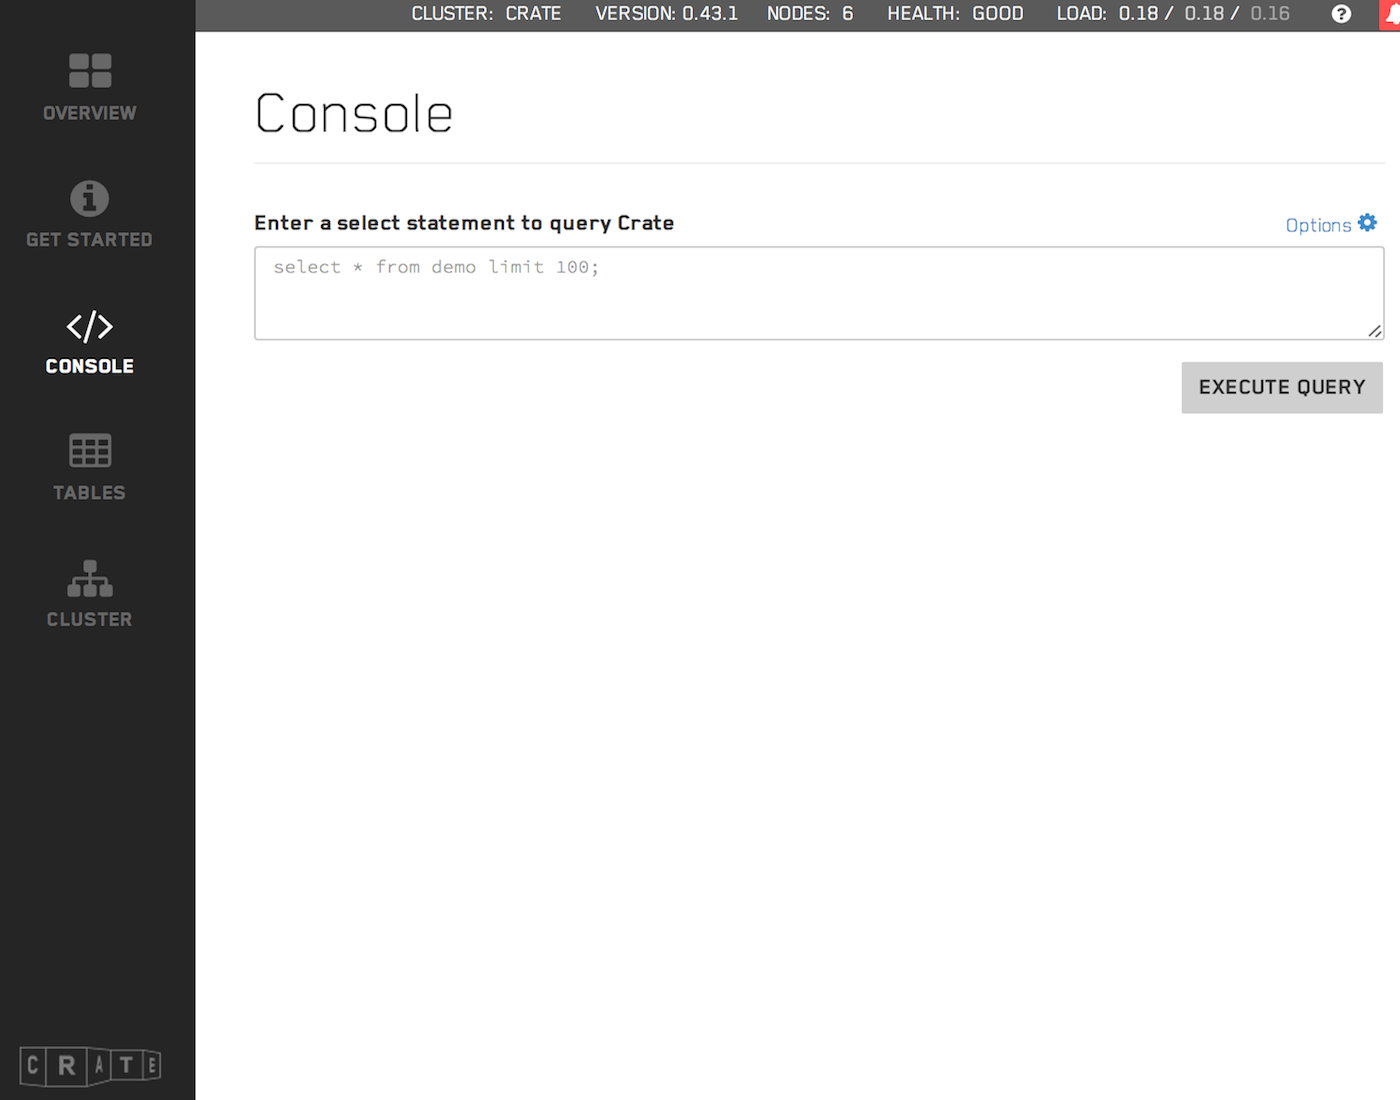 CLUSTER: CRATE VERSION: 0.43.1 NODES: 6 HEALTH: GOOD LOAD: 0.18 / 0.18 / 0.16 ?
OVERVIEW
GET STARTED
CONSOLE
TABLES
CLUSTER
CRATE
Console
Enter a select statement to query Crate
Options
select * from demo limit 100;
EXECUTE QUERY